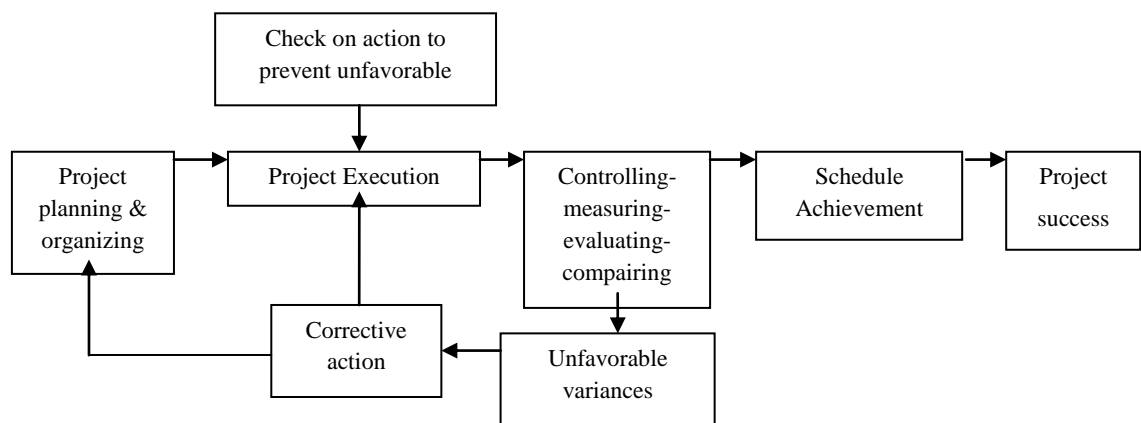 Check on action to
prevent unfavorable
Project
planning &
organizing
Project Execution
Controlling-
measuring-
evaluating-
compairing
Schedule
Achievement
Project
success
Corrective
action
Unfavorable
variances